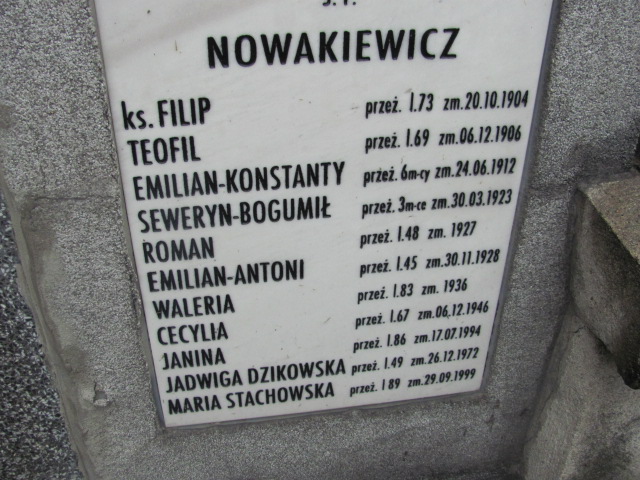 Ś. P.
NOWAKIEWICZ
ks. FILIP przeż. l.73 zm.20.10.1904
TEOFIL przeż. l.69 zm.06.12.1906
EMILIAN-KONSTANTY przeż. 6m-cy zm.24.06.1912
SEWERYN-BOGUMIŁ przeż. 3m-ce zm.30.03.1923
ROMAN przeż. l.48 zm. 1927
EMILIAN-ANTONI przeż. l.45 zm.30.11.1928
WALERIA przeż. l.83 zm. 1936
CECYLIA przeż. l.67 zm.06.12.1946
JANINA przeż. l.86 zm.17.07.1994
JADWIGA DZIKOWSKA przeż. l.49 zm.26.12.1972
MARIA STACHOWSKA przeż. l 89 zm.29.09.1999